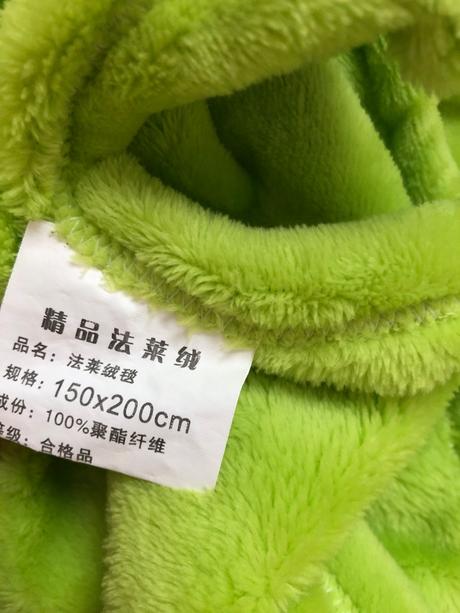 精品法莱绒
品名：法莱绒毯
规格：150x200cm
成份：100%聚酯纤维
等级：合格品